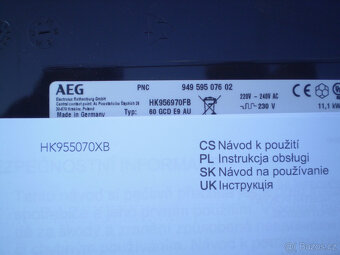 AEG
PNC 949 595 076 02
Electrolux Rothenburg GmbH
HK956970FB
220V - 240V AC
Made in Germany
Typ: 60 GCD E9 AU
230 V
11,1 k
HK955070XB
CS Návod k použití
PL Instrukcja obsługi
SK Návod na používanie
UK Інструкція